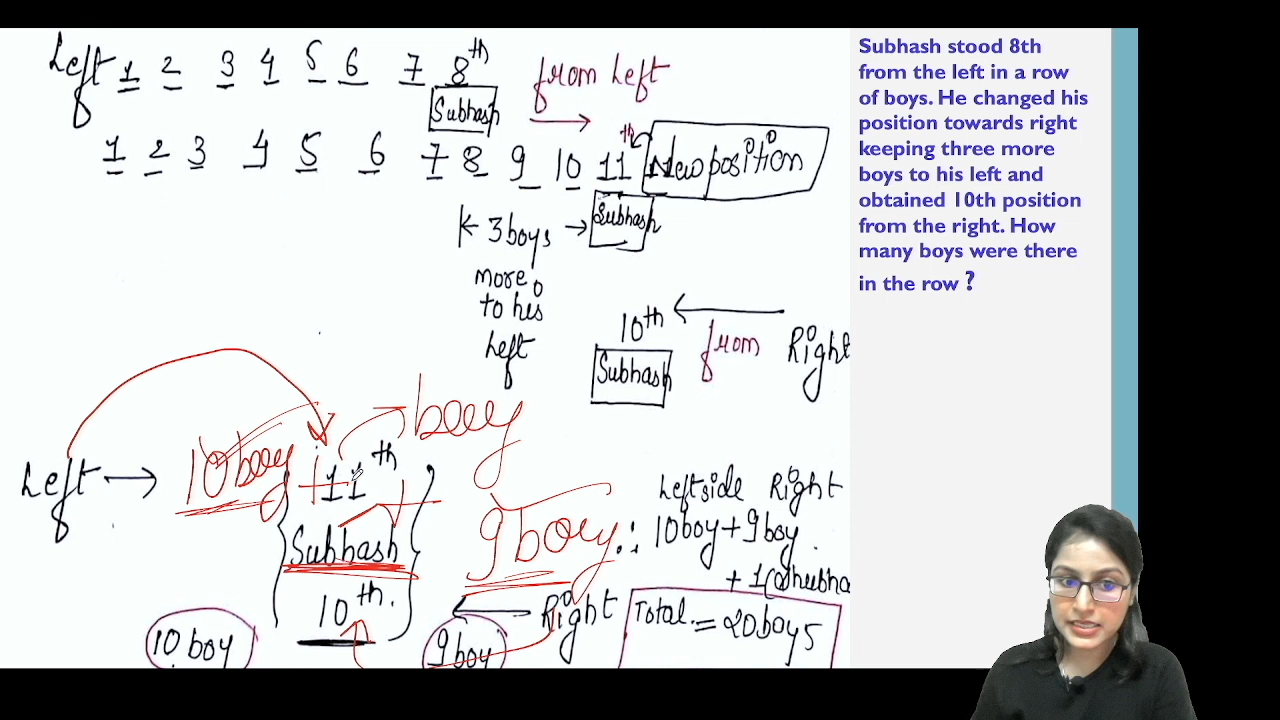 Left 1 2 3 4 5 6 7 8th from Left
Subhash
1 2 3 4 5 6 7 8 9 10 11th New position
3 boys Subhash
more
to his
Left
10th from Right
Subhash
boy
Left 10 boy + 11th
Subhash
10th.
9 boy
Right
10 boy
9 boy
Leftside Right
∴ 10boy + 9boy
+ 1(
Total = 20 boys
Subhash stood 8th
from the left in a row
of boys. He changed his
position towards right
keeping three more
boys to his left and
obtained 10th position
from the right. How
many boys were there
in the row ?